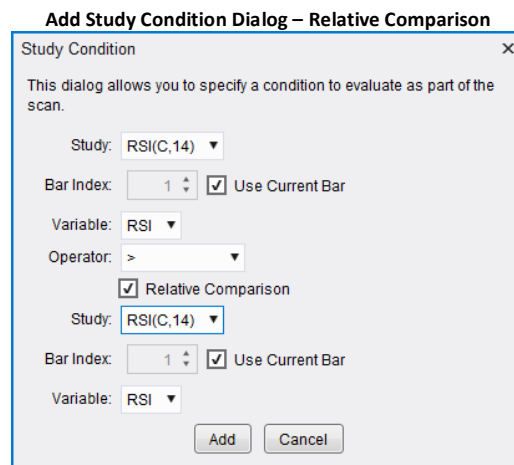 Add Study Condition Dialog – Relative Comparison
Study Condition
This dialog allows you to specify a condition to evaluate as part of the
scan.
Study: RSI(C,14)
Bar Index: 1 Use Current Bar
Variable: RSI
Operator: >
Relative Comparison
Study: RSI(C,14)
Bar Index: 1 Use Current Bar
Variable: RSI
Add Cancel